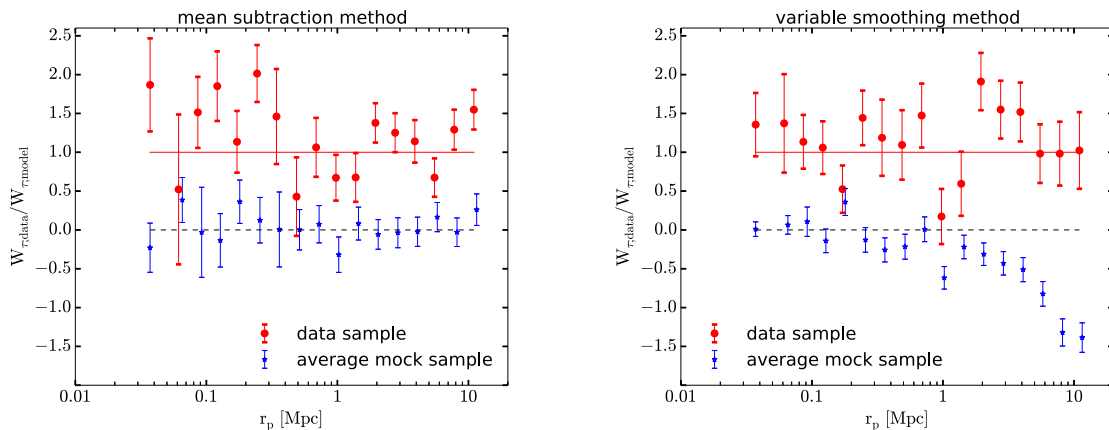 mean subtraction method
2.5
2.0
1.5
1.0
0.5
0.0
−0.5
−1.0
−1.5
W_τ;data/W_τ;model
data sample
average mock sample
0.01
0.1
1
10
r_p [Mpc]
variable smoothing method
2.5
2.0
1.5
1.0
0.5
0.0
−0.5
−1.0
−1.5
W_τ;data/W_τ;model
data sample
average mock sample
0.01
0.1
1
10
r_p [Mpc]